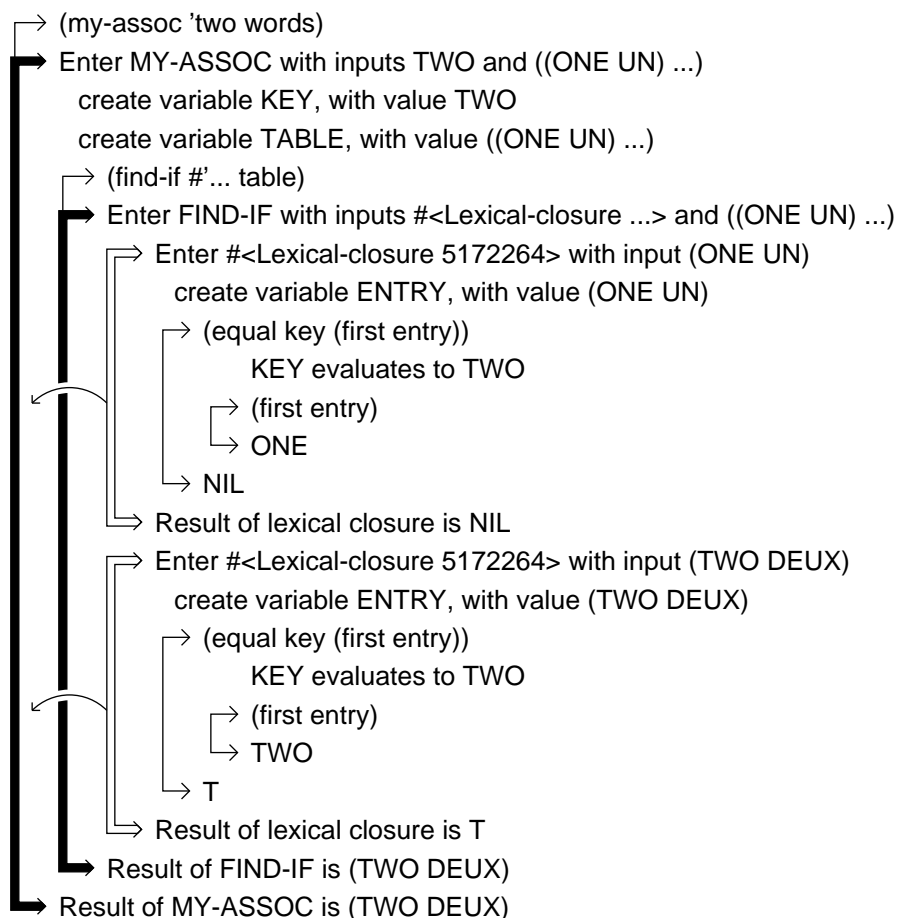 (my-assoc 'two words)
Enter MY-ASSOC with inputs TWO and ((ONE UN) ...)
create variable KEY, with value TWO
create variable TABLE, with value ((ONE UN) ...)
(find-if #'... table)
Enter FIND-IF with inputs #<Lexical-closure ...> and ((ONE UN) ...)
Enter #<Lexical-closure 5172264> with input (ONE UN)
create variable ENTRY, with value (ONE UN)
(equal key (first entry))
KEY evaluates to TWO
(first entry)
ONE
NIL
Result of lexical closure is NIL
Enter #<Lexical-closure 5172264> with input (TWO DEUX)
create variable ENTRY, with value (TWO DEUX)
(equal key (first entry))
KEY evaluates to TWO
(first entry)
TWO
T
Result of lexical closure is T
Result of FIND-IF is (TWO DEUX)
Result of MY-ASSOC is (TWO DEUX)